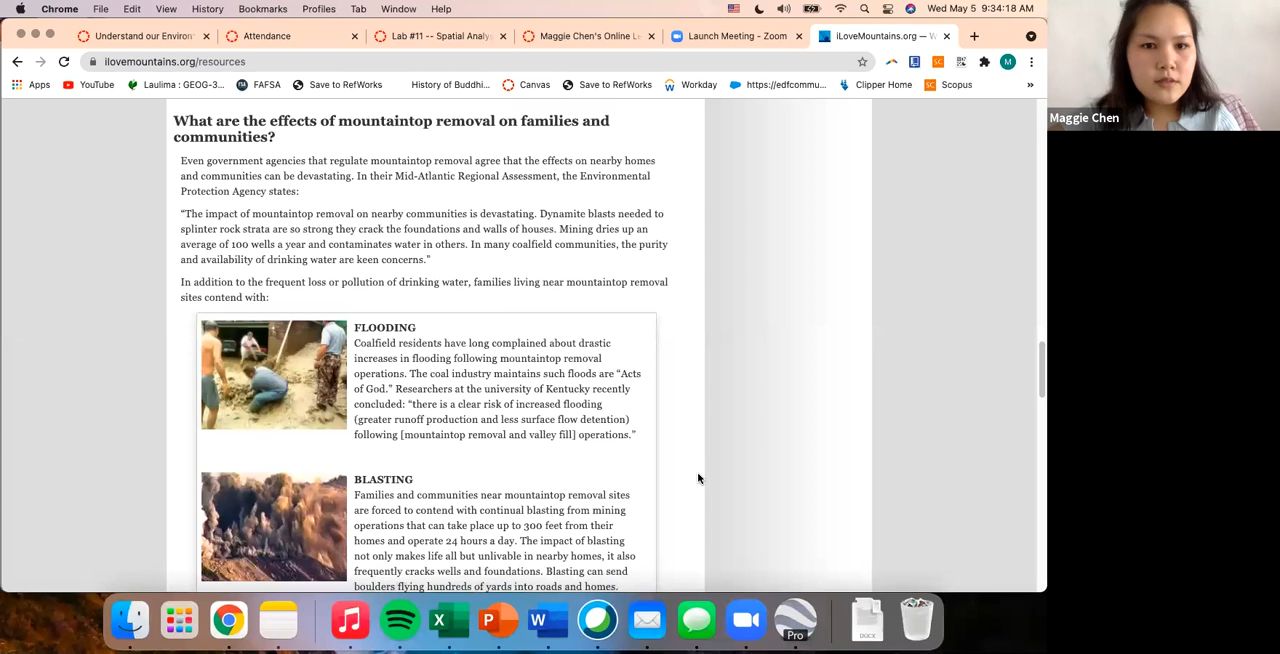 Chrome File Edit View History Bookmarks Profiles Tab Window Help Wed May 5 9:34:18 AM
Understand our Environ Attendance Lab #11 -- Spatial Analys Maggie Chen's Online L Launch Meeting - Zoom iLoveMountains.org — W
ilovemountains.org/resources M
Apps YouTube Laulima : GEOG-3... FAFSA Save to RefWorks History of Buddhi... Canvas Save to RefWorks Workday https://edfcommu... Clipper Home SC Scopus »
Maggie Chen
What are the effects of mountaintop removal on families and
communities?
Even government agencies that regulate mountaintop removal agree that the effects on nearby homes
and communities can be devastating. In their Mid-Atlantic Regional Assessment, the Environmental
Protection Agency states:
“The impact of mountaintop removal on nearby communities is devastating. Dynamite blasts needed to
splinter rock strata are so strong they crack the foundations and walls of houses. Mining dries up an
average of 100 wells a year and contaminates water in others. In many coalfield communities, the purity
and availability of drinking water are keen concerns.”
In addition to the frequent loss or pollution of drinking water, families living near mountaintop removal
sites contend with:
FLOODING
Coalfield residents have long complained about drastic
increases in flooding following mountaintop removal
operations. The coal industry maintains such floods are “Acts
of God.” Researchers at the university of Kentucky recently
concluded: “there is a clear risk of increased flooding
(greater runoff production and less surface flow detention)
following [mountaintop removal and valley fill] operations.”
BLASTING
Families and communities near mountaintop removal sites
are forced to contend with continual blasting from mining
operations that can take place up to 300 feet from their
homes and operate 24 hours a day. The impact of blasting
not only makes life all but unlivable in nearby homes, it also
frequently cracks wells and foundations. Blasting can send
boulders flying hundreds of yards into roads and homes.
X P W Pro DOCX